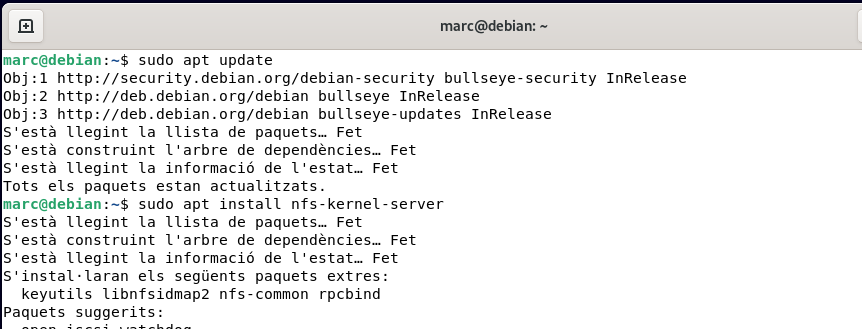 marc@debian: ~
marc@debian:~$ sudo apt update
Obj:1 http://security.debian.org/debian-security bullseye-security InRelease
Obj:2 http://deb.debian.org/debian bullseye InRelease
Obj:3 http://deb.debian.org/debian bullseye-updates InRelease
S'està llegint la llista de paquets… Fet
S'està construint l'arbre de dependències… Fet
S'està llegint la informació de l'estat… Fet
Tots els paquets estan actualitzats.
marc@debian:~$ sudo apt install nfs-kernel-server
S'està llegint la llista de paquets… Fet
S'està construint l'arbre de dependències… Fet
S'està llegint la informació de l'estat… Fet
S'instal·laran els següents paquets extres:
keyutils libnfsidmap2 nfs-common rpcbind
Paquets suggerits:
open-iscsi watchdog